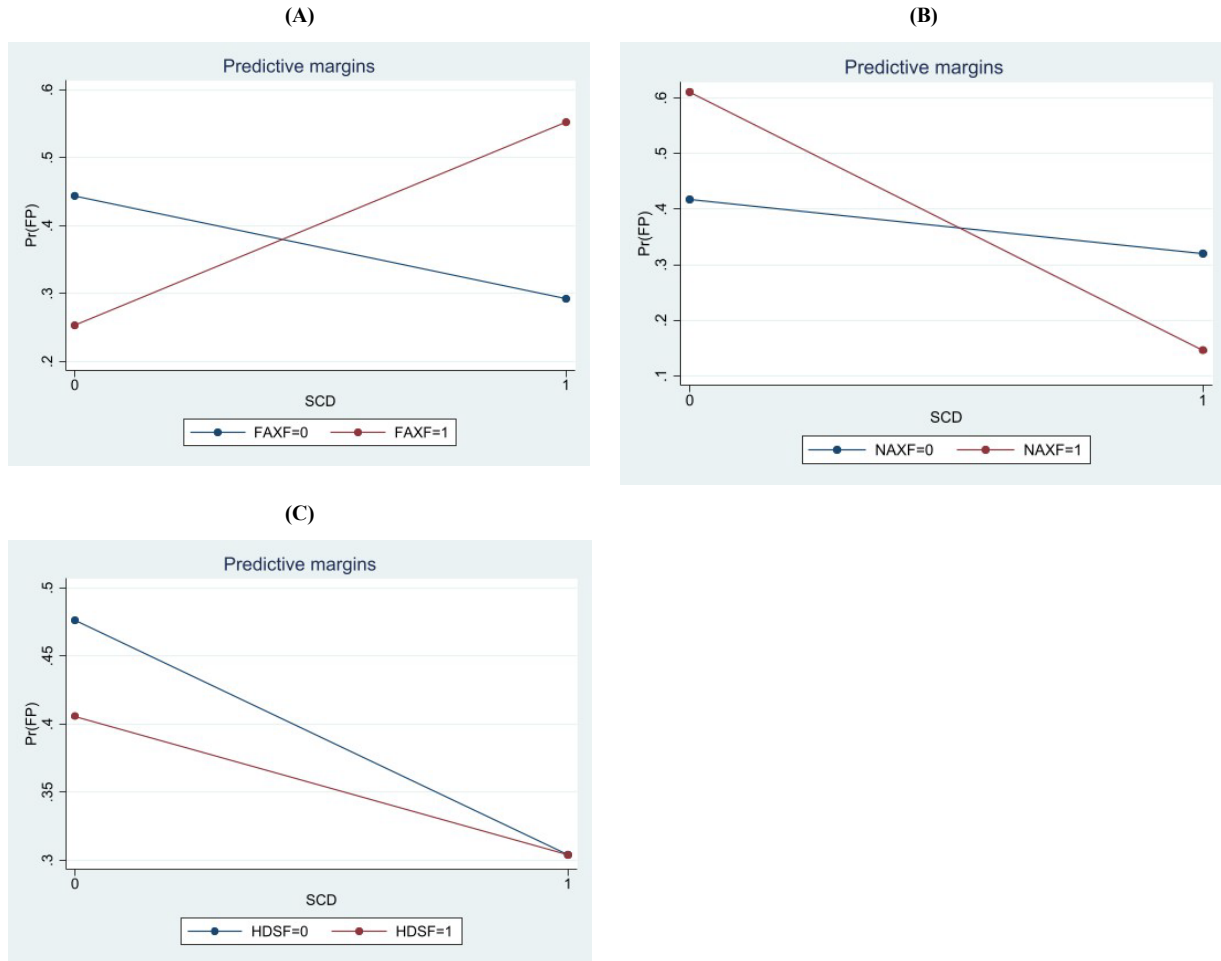 (A)
Predictive margins
.6
.5
.4
.3
.2
Pr(FP)
0 1
SCD
FAXF=0 FAXF=1
(B)
Predictive margins
.6
.5
.4
.3
.2
.1
Pr(FP)
0 1
SCD
NAXF=0 NAXF=1
(C)
Predictive margins
.5
.45
.4
.35
.3
Pr(FP)
0 1
SCD
HDSF=0 HDSF=1